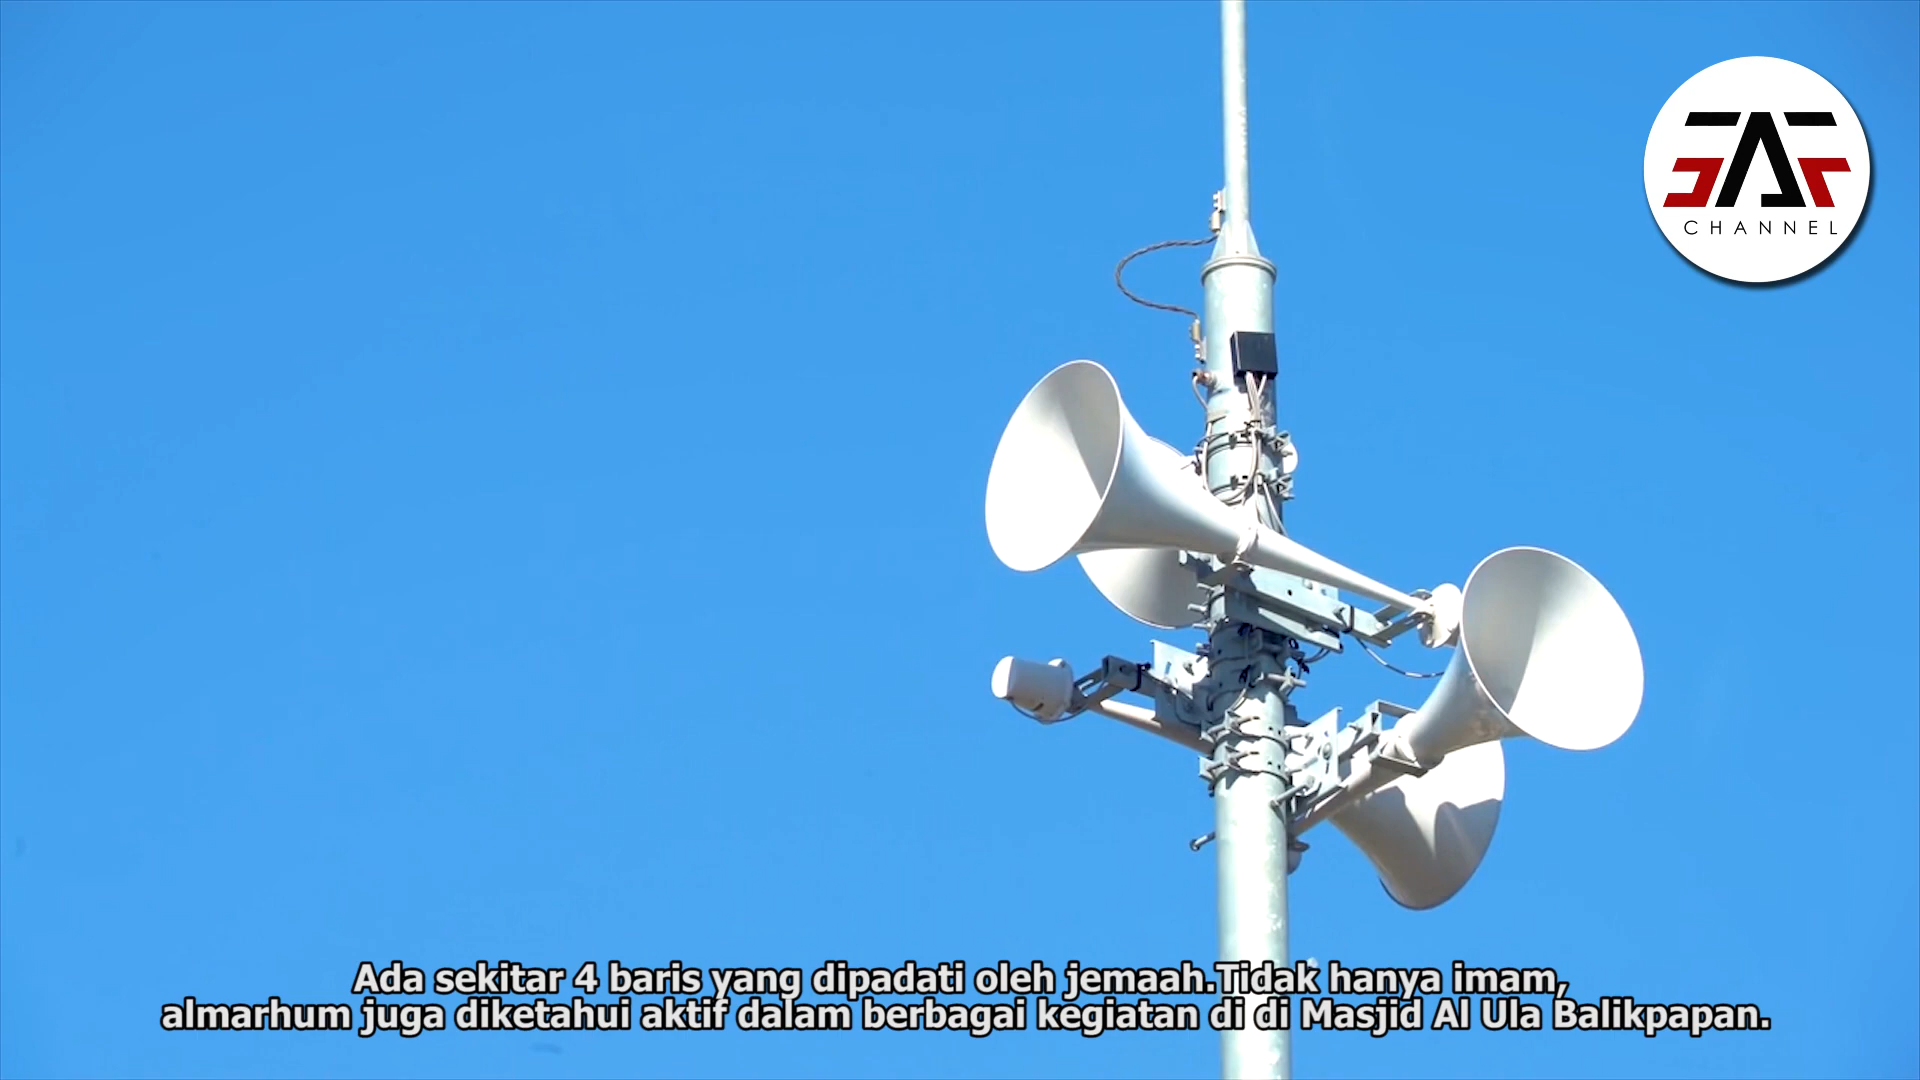 CHANNEL
Ada sekitar 4 baris yang dipadati oleh jemaah.Tidak hanya imam,
almarhum juga diketahui aktif dalam berbagai kegiatan di di Masjid Al Ula Balikpapan.